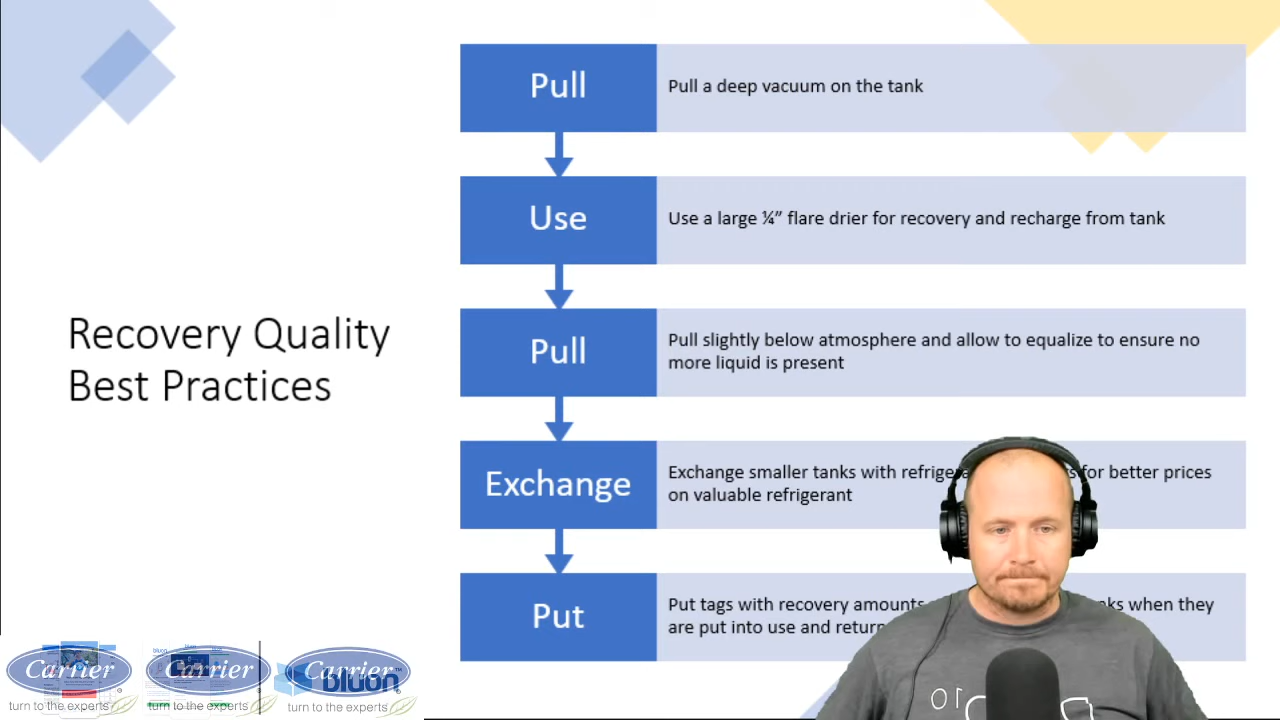 Recovery Quality
Best Practices
Pull
Pull a deep vacuum on the tank
Use
Use a large ¼” flare drier for recovery and recharge from tank
Pull
Pull slightly below atmosphere and allow to equalize to ensure no
more liquid is present
Exchange
Exchange smaller tanks with for better prices
on valuable refrigerant
Put
Put tags with recovery amounts when they
are put into use and
Carrier
turn to the experts
Carrier
turn to the experts
Carrier
bluon
turn to the experts